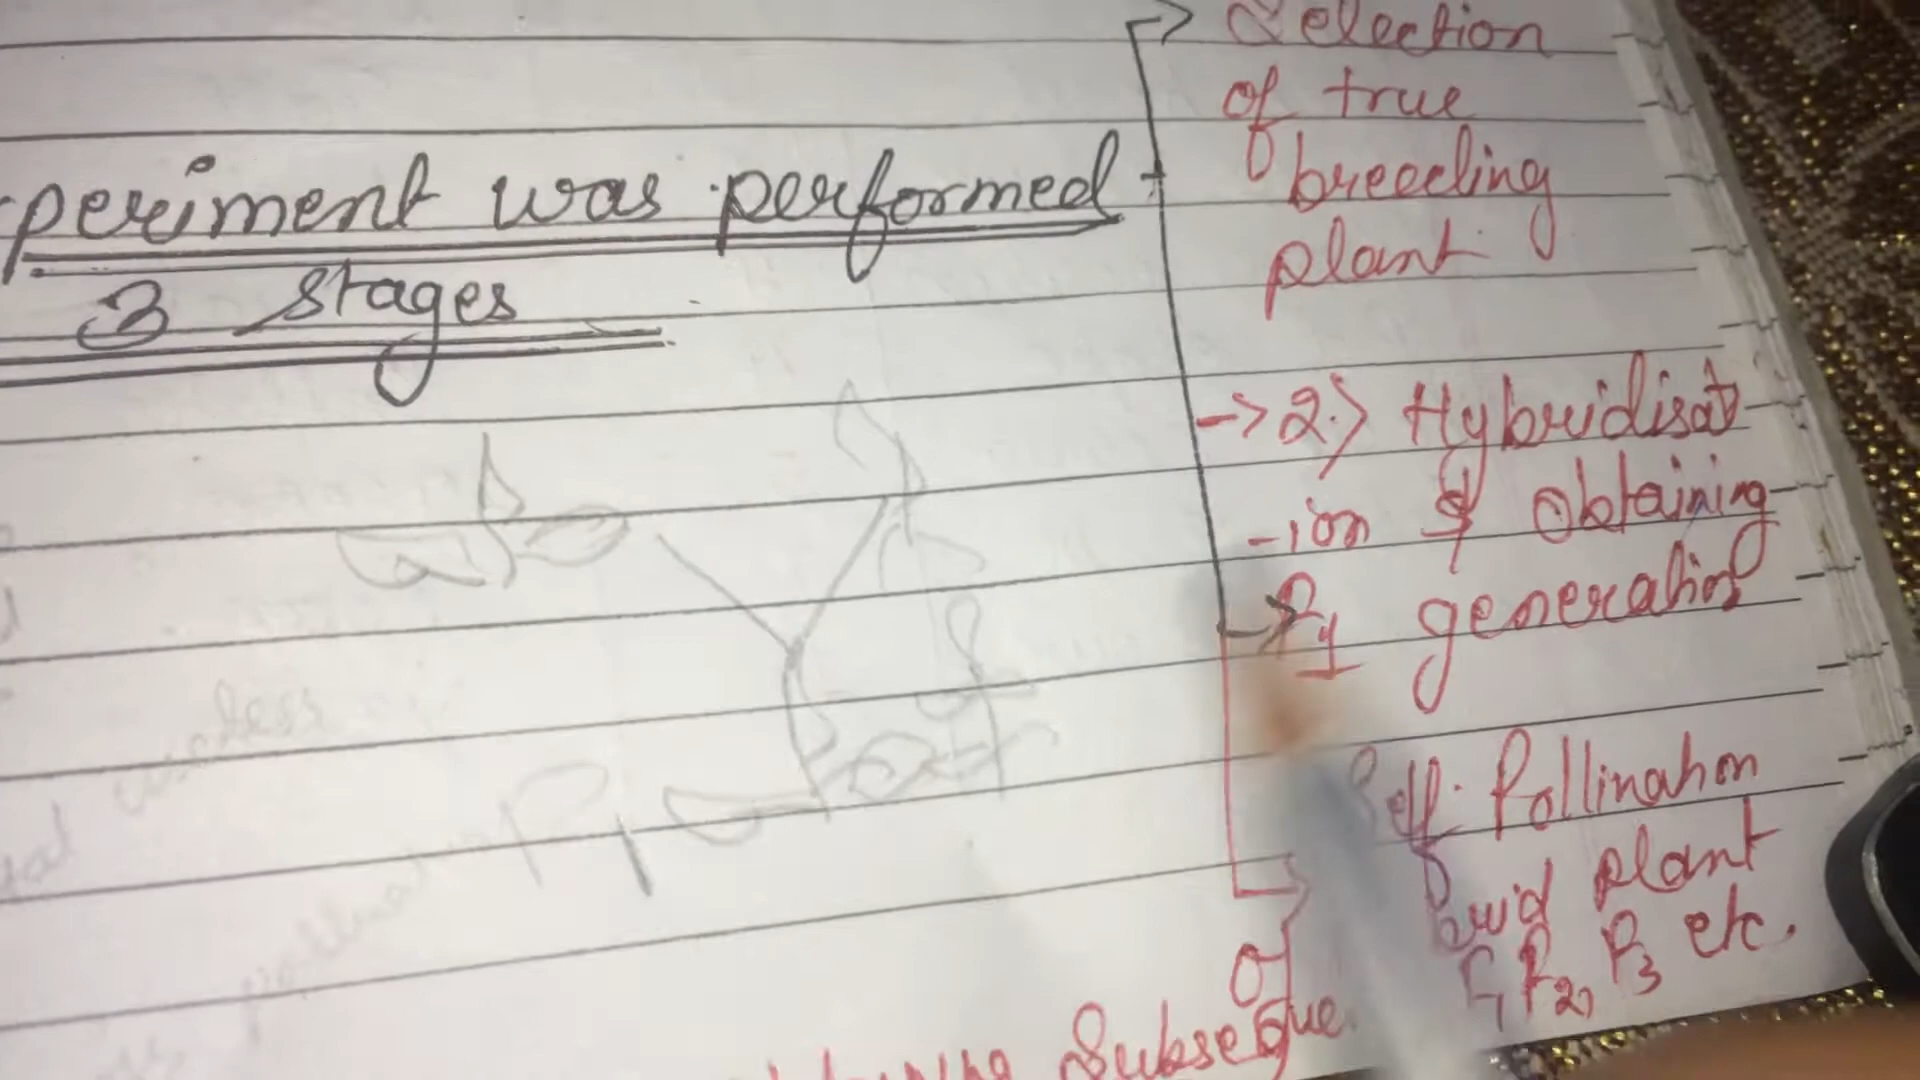 Selection
of true
breeding
plant
periment was performed
3 stages
-> 2.) Hybridisat
-ion & obtaining
F1 generation
Self. Pollination
plant
F2, F3 etc.
of
Subseque